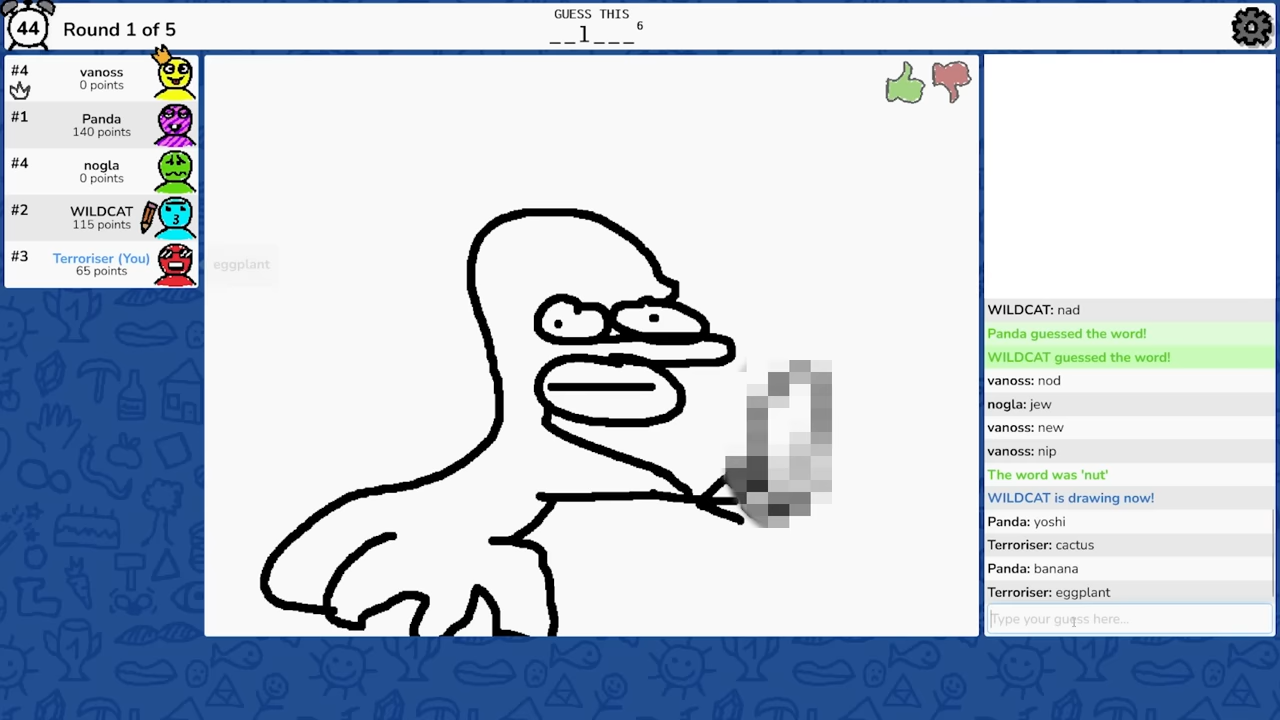 44
Round 1 of 5
GUESS THIS
__l___ 6
#4
vanoss
0 points
#1
Panda
140 points
#4
nogla
0 points
#2
WILDCAT
115 points
#3
Terroriser (You)
65 points
eggplant
WILDCAT: nad
Panda guessed the word!
WILDCAT guessed the word!
vanoss: nod
nogla: jew
vanoss: new
vanoss: nip
The word was 'nut'
WILDCAT is drawing now!
Panda: yoshi
Terroriser: cactus
Panda: banana
Terroriser: eggplant
Type your guess here...